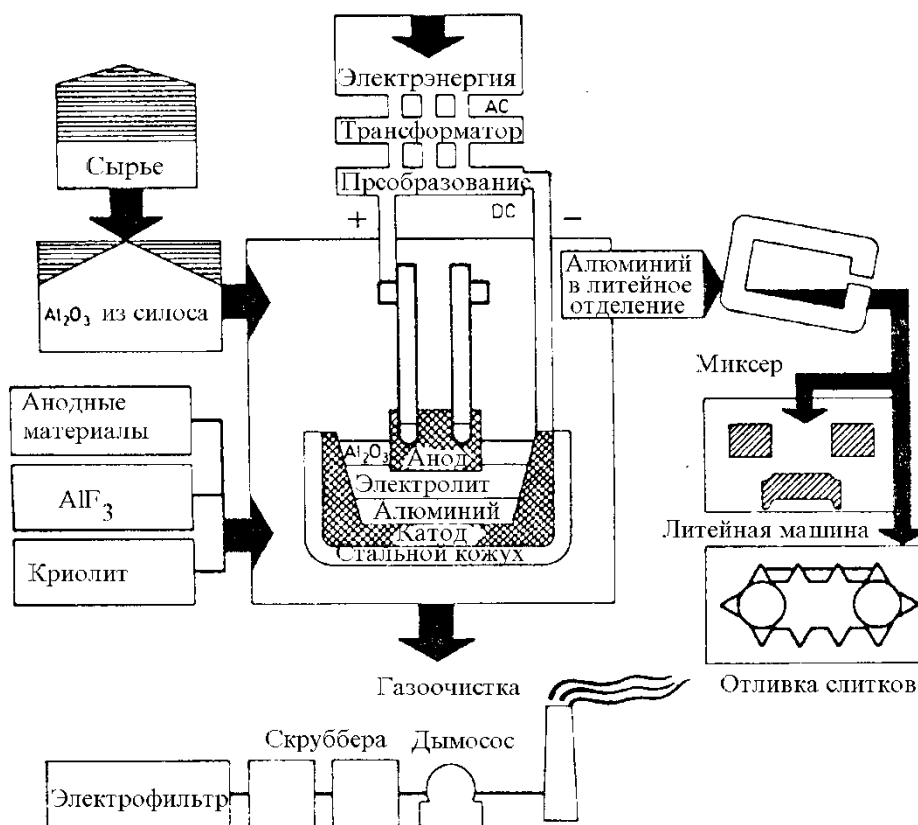 Электрэнергия
AC
Трансформатор
Преобразование
+
DC
−
Сырье
Al₂O₃ из силоса
Алюминий
в литейное
отделение
Миксер
Анодные
материалы
AlF₃
Криолит
Al₂O₃
Анод
Электролит
Алюминий
Катод
Стальной кожух
Литейная машина
Отливка слитков
Газоочистка
Скруббера
Дымосос
Электрофильтр